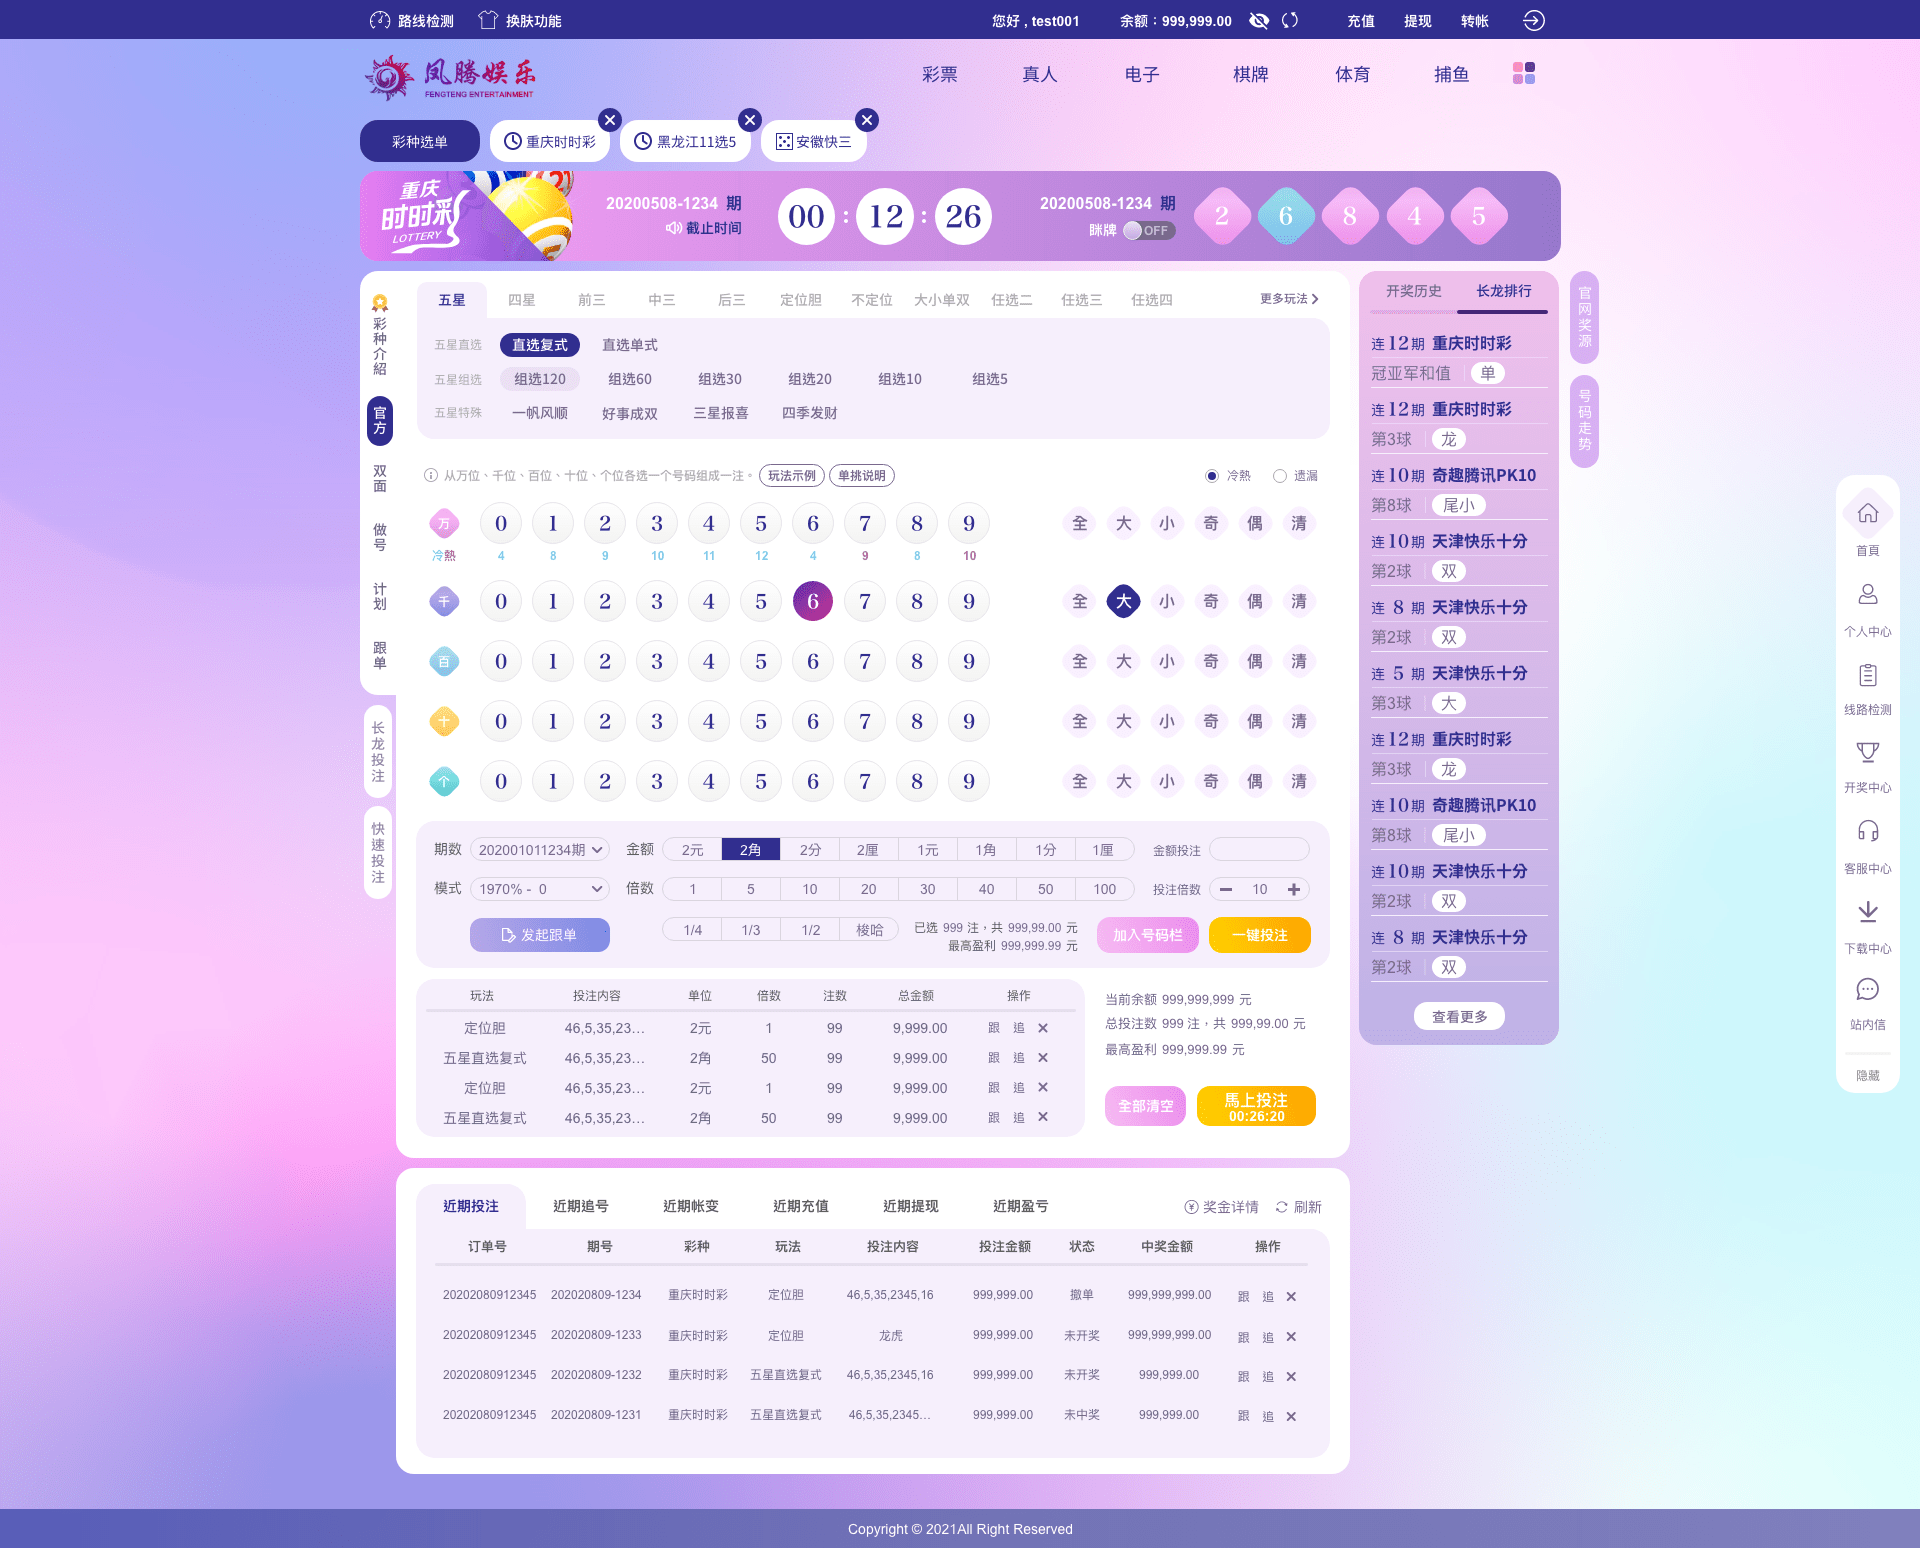 路线检测 换肤功能 您好 , test001 余额：999,999.00 充值 提现 转帐
凤腾娱乐 彩票 真人 电子 棋牌 体育 捕鱼
FENGTENG ENTERTAINMENT
彩种选单 重庆时时彩 黑龙江11选5 安徽快三
重庆
时时彩
LOTTERY
20200508-1234 期
截止时间
00 : 12 : 26
20200508-1234 期
眯牌 OFF
2 6 8 4 5
彩种介紹
官方
双面
做号
计划
跟单
长龙投注
快速投注
五星 四星 前三 中三 后三 定位胆 不定位 大小单双 任选二 任选三 任选四 更多玩法
五星直选 直选复式 直选单式
五星组选 组选120 组选60 组选30 组选20 组选10 组选5
五星特殊 一帆风顺 好事成双 三星报喜 四季发财
从万位、千位、百位、十位、个位各选一个号码组成一注。 玩法示例 单挑说明 冷熱 遗漏
万 0 1 2 3 4 5 6 7 8 9 全 大 小 奇 偶 清
冷熱 4 8 9 10 11 12 4 9 8 10
千 0 1 2 3 4 5 6 7 8 9 全 大 小 奇 偶 清
百 0 1 2 3 4 5 6 7 8 9 全 大 小 奇 偶 清
十 0 1 2 3 4 5 6 7 8 9 全 大 小 奇 偶 清
个 0 1 2 3 4 5 6 7 8 9 全 大 小 奇 偶 清
期数 202001011234期 金额 2元 2角 2分 2厘 1元 1角 1分 1厘 金额投注
模式 1970% - 0 倍数 1 5 10 20 30 40 50 100 投注倍数 10
发起跟单 1/4 1/3 1/2 梭哈 已选 999 注，共 999,99.00 元
最高盈利 999,999.99 元
加入号码栏 一键投注
玩法 投注内容 单位 倍数 注数 总金额 操作
定位胆 46,5,35,23... 2元 1 99 9,999.00 跟 追
五星直选复式 46,5,35,23... 2角 50 99 9,999.00 跟 追
定位胆 46,5,35,23... 2元 1 99 9,999.00 跟 追
五星直选复式 46,5,35,23... 2角 50 99 9,999.00 跟 追
当前余额 999,999,999 元
总投注数 999 注，共 999,99.00 元
最高盈利 999,999.99 元
全部清空 馬上投注
00:26:20
近期投注 近期追号 近期帐变 近期充值 近期提现 近期盈亏 奖金详情 刷新
订单号 期号 彩种 玩法 投注内容 投注金额 状态 中奖金额 操作
20202080912345 202020809-1234 重庆时时彩 定位胆 46,5,35,2345,16 999,999.00 撤单 999,999,999.00 跟 追
20202080912345 202020809-1233 重庆时时彩 定位胆 龙虎 999,999.00 未开奖 999,999,999.00 跟 追
20202080912345 202020809-1232 重庆时时彩 五星直选复式 46,5,35,2345,16 999,999.00 未开奖 999,999.00 跟 追
20202080912345 202020809-1231 重庆时时彩 五星直选复式 46,5,35,2345... 999,999.00 未中奖 999,999.00 跟 追
开奖历史 长龙排行
连 12 期 重庆时时彩
冠亚军和值 单
连 12 期 重庆时时彩
第3球 龙
连 10 期 奇趣腾讯PK10
第8球 尾小
连 10 期 天津快乐十分
第2球 双
连 8 期 天津快乐十分
第2球 双
连 5 期 天津快乐十分
第3球 大
连 12 期 重庆时时彩
第3球 龙
连 10 期 奇趣腾讯PK10
第8球 尾小
连 10 期 天津快乐十分
第2球 双
连 8 期 天津快乐十分
第2球 双
查看更多
官网奖源
号码走势
首頁
个人中心
线路检测
开奖中心
客服中心
下载中心
站内信
隐藏
Copyright © 2021All Right Reserved